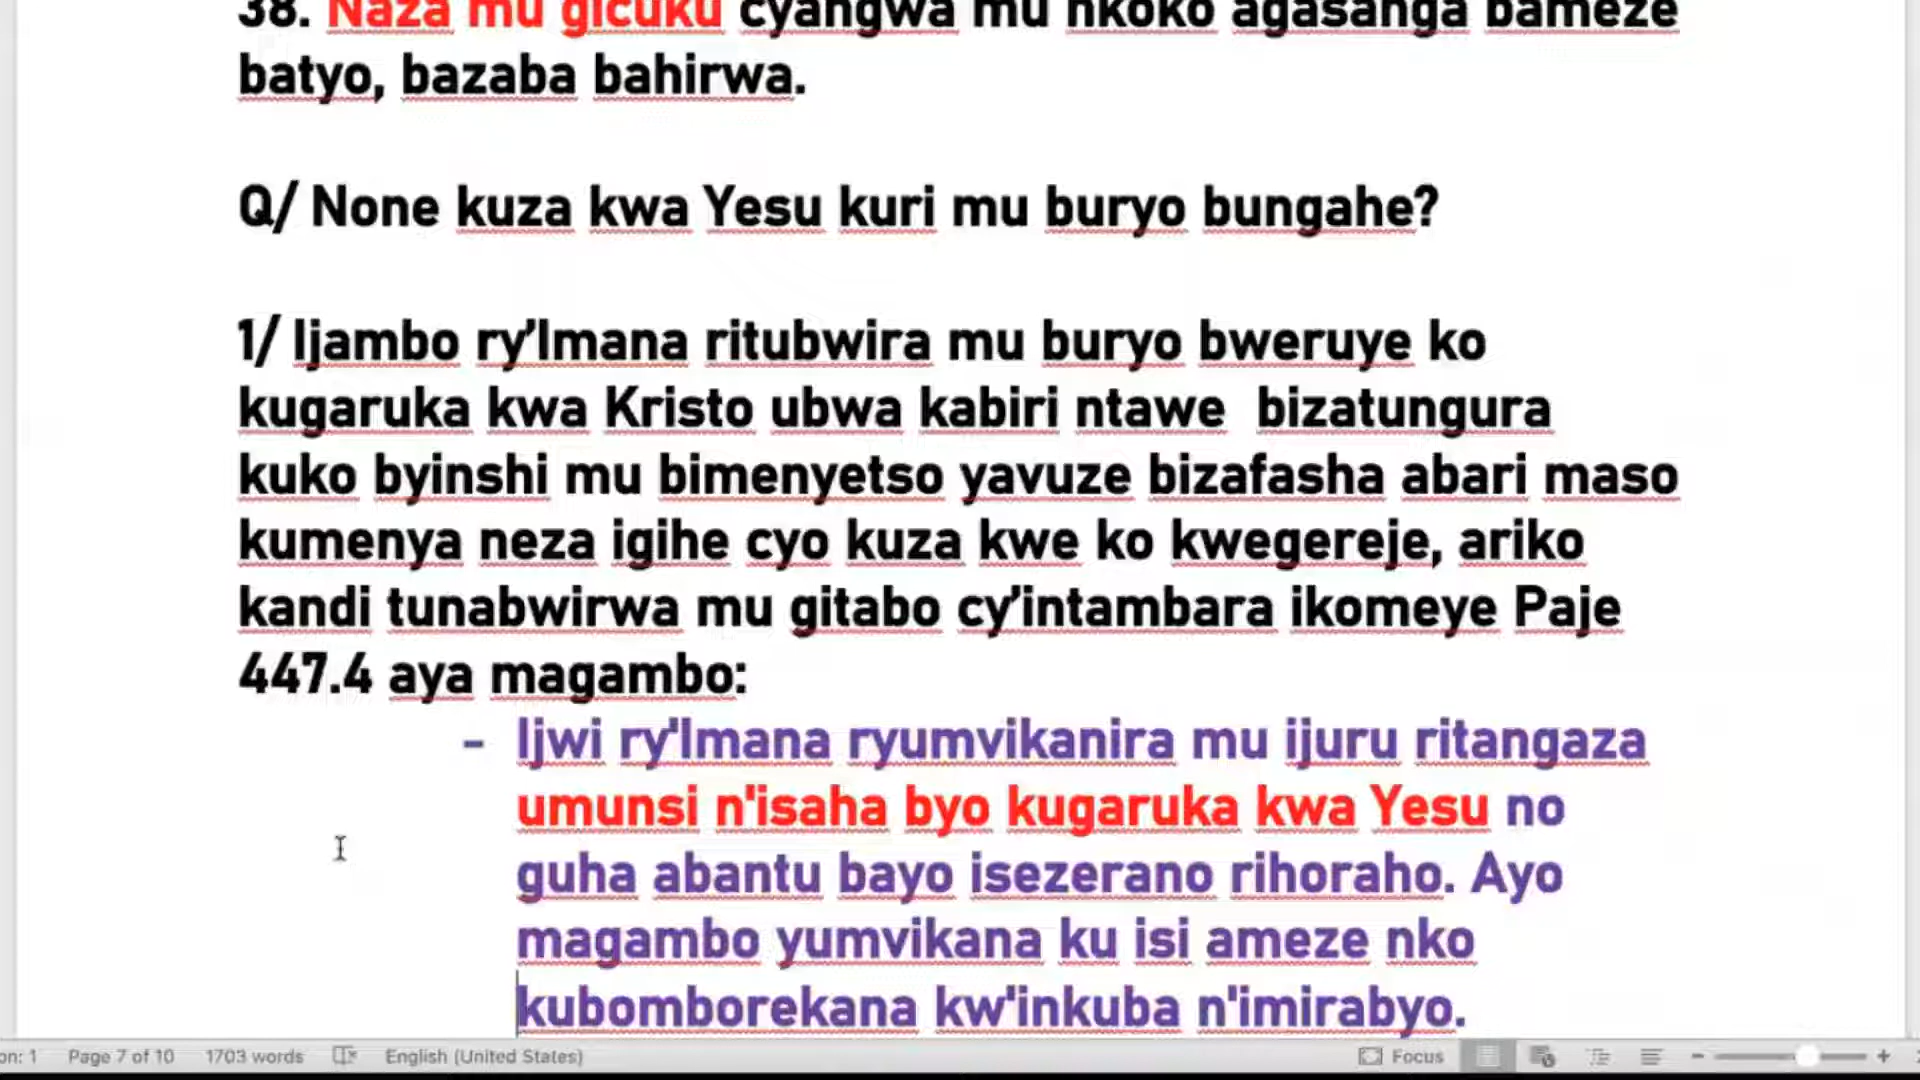 38. Naza mu gicuku cyangwa mu nkoko agasanga bameze
batyo, bazaba bahirwa.
Q/ None kuza kwa Yesu kuri mu buryo bungahe?
1/ Ijambo ry’Imana ritubwira mu buryo bweruye ko
kugaruka kwa Kristo ubwa kabiri ntawe bizatungura
kuko byinshi mu bimenyetso yavuze bizafasha abari maso
kumenya neza igihe cyo kuza kwe ko kwegereje, ariko
kandi tunabwirwa mu gitabo cy’intambara ikomeye Paje
447.4 aya magambo:
- Ijwi ry'Imana ryumvikanira mu ijuru ritangaza
umunsi n'isaha byo kugaruka kwa Yesu no
guha abantu bayo isezerano rihoraho. Ayo
magambo yumvikana ku isi ameze nko
kubomborekana kw'inkuba n'imirabyo.
on: 1 Page 7 of 10 1703 words English (United States) Focus